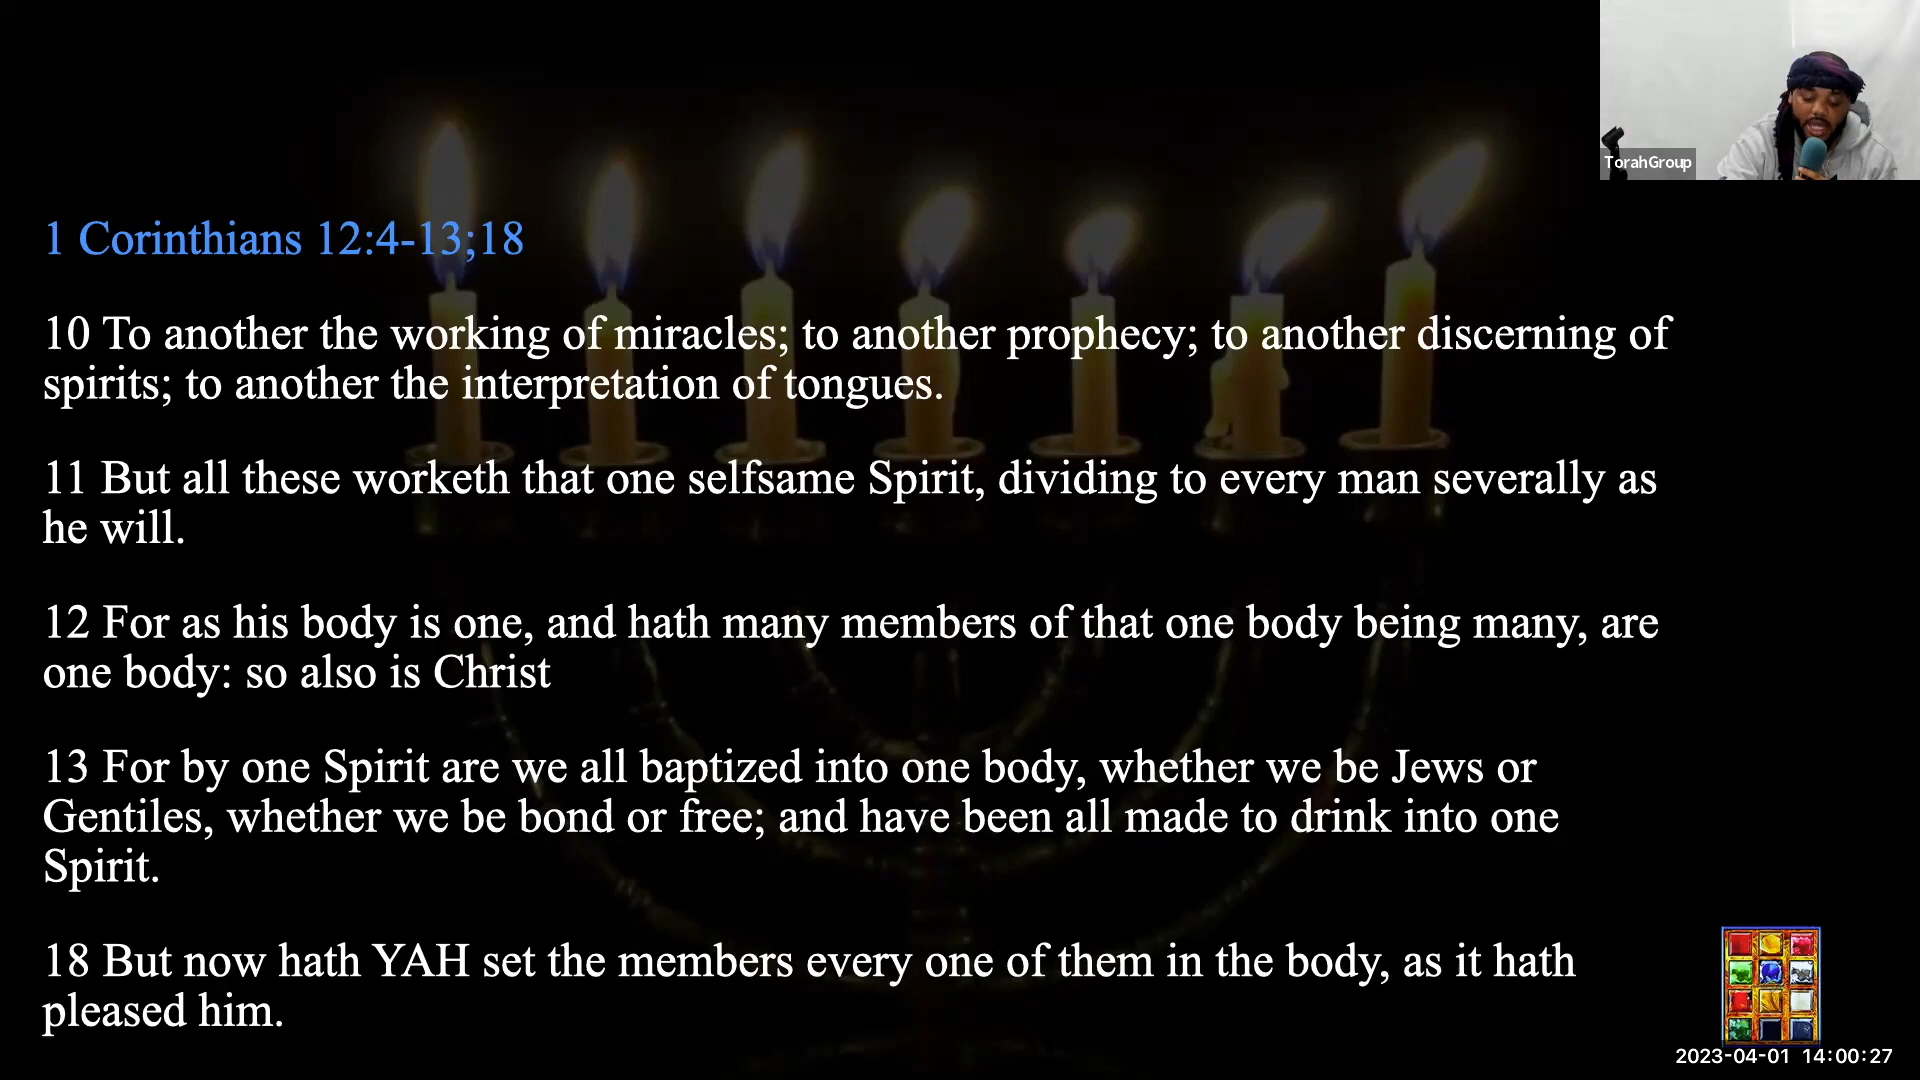 TorahGroup
1 Corinthians 12:4-13;18
10 To another the working of miracles; to another prophecy; to another discerning of
spirits; to another the interpretation of tongues.
11 But all these worketh that one selfsame Spirit, dividing to every man severally as
he will.
12 For as his body is one, and hath many members of that one body being many, are
one body: so also is Christ
13 For by one Spirit are we all baptized into one body, whether we be Jews or
Gentiles, whether we be bond or free; and have been all made to drink into one
Spirit.
18 But now hath YAH set the members every one of them in the body, as it hath
pleased him.
2023-04-01 14:00:27